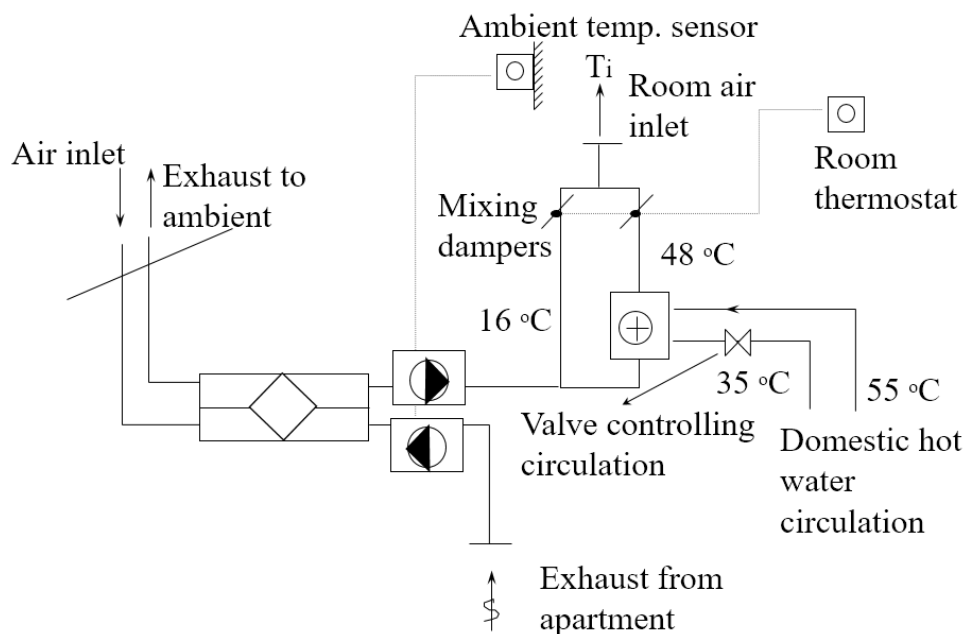 Ambient temp. sensor
Ti
Room air
inlet
Air inlet
Exhaust to
ambient
Room
thermostat
Mixing
dampers
48 °C
16 °C
35 °C
55 °C
Valve controlling
circulation
Domestic hot
water
circulation
Exhaust from
apartment